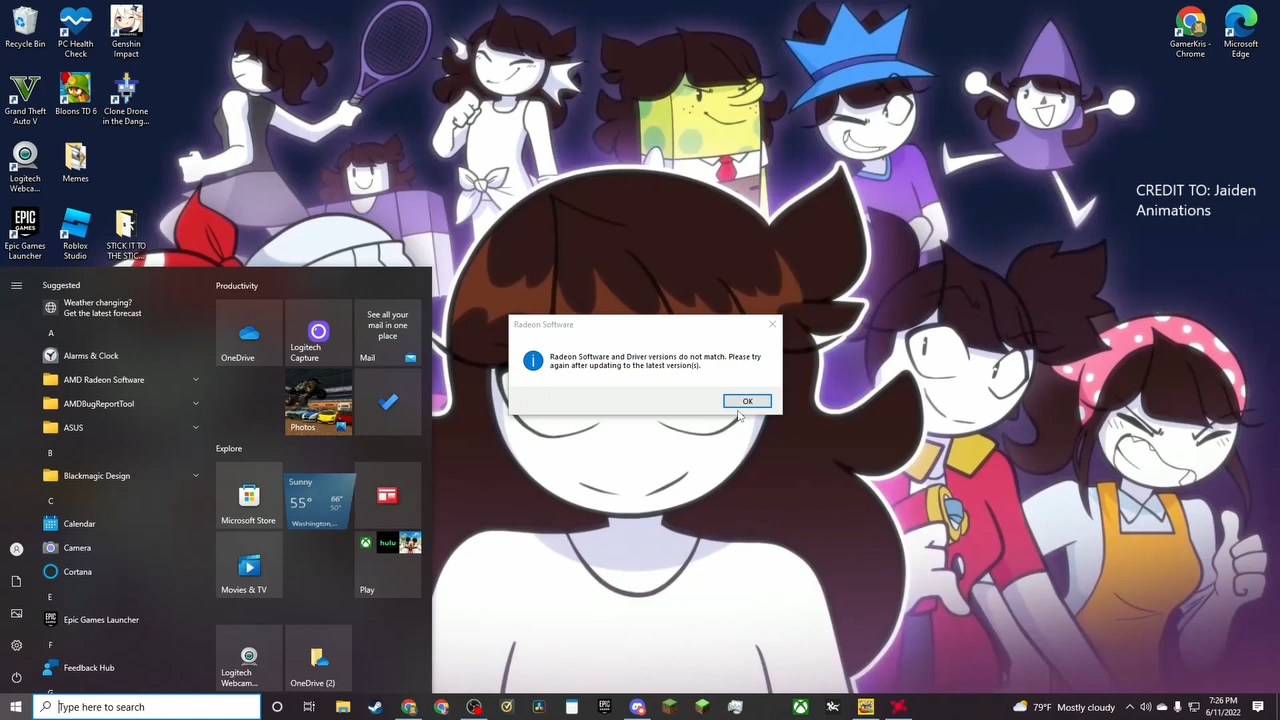 Recycle Bin
PC Health
Check
Genshin
Impact
GamerKris -
Chrome
Microsoft
Edge
Grand Theft
Auto V
Bloons TD 6
Clone Drone
in the Dang...
Logitech
Webca...
Memes
CREDIT TO: Jaiden
Animations
Epic Games
Launcher
Roblox
Studio
STICK IT TO
THE STIC...
Suggested
Weather changing?
Get the latest forecast
A
Alarms & Clock
AMD Radeon Software
AMDBugReportTool
ASUS
B
Blackmagic Design
C
Calendar
Camera
Cortana
E
Epic Games Launcher
F
Feedback Hub
Productivity
OneDrive
Logitech
Capture
See all your
mail in one
place
Mail
Photos
Explore
Microsoft Store
Sunny
55°
66°
50°
Washington,...
Movies & TV
hulu
Play
Logitech
Webcam...
OneDrive (2)
Radeon Software
Radeon Software and Driver versions do not match. Please try
again after updating to the latest version(s).
OK
Type here to search
79°F Mostly cloudy
7:26 PM
6/11/2022